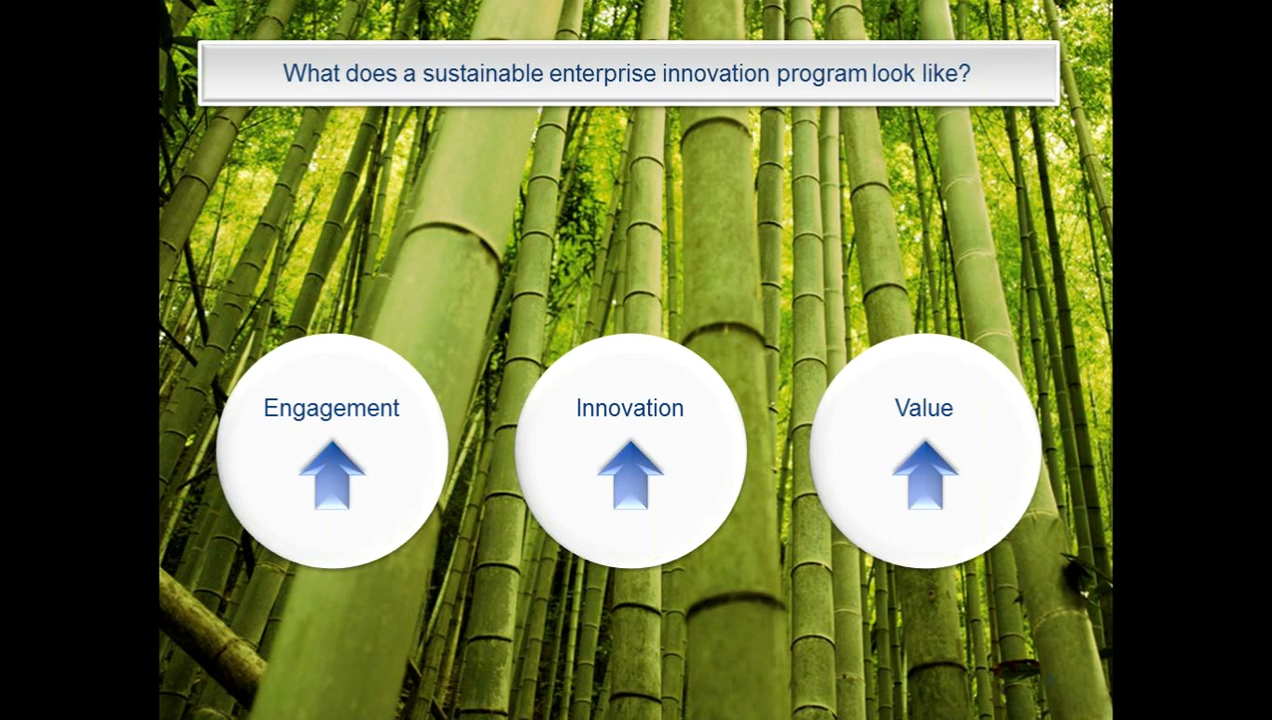 What does a sustainable enterprise innovation program look like?
Engagement
Innovation
Value